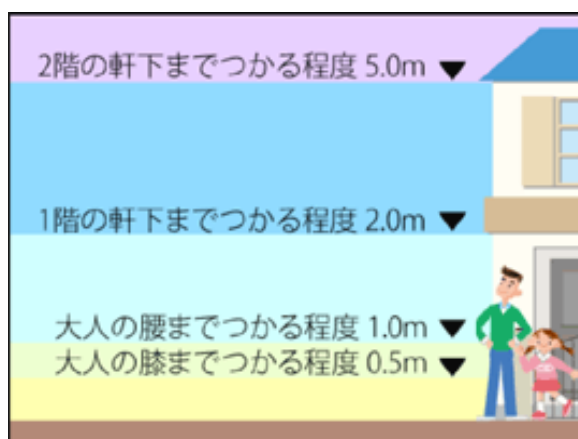 2階の軒下までつかる程度 5.0m ▼
1階の軒下までつかる程度 2.0m ▼
大人の腰までつかる程度 1.0m ▼
大人の膝までつかる程度 0.5m ▼